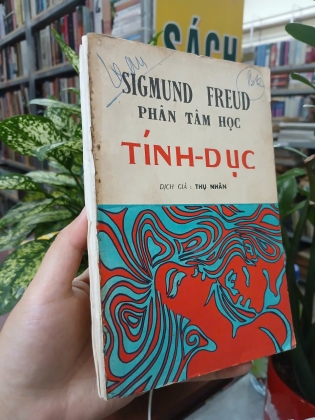 SÁCH
SIGMUND FREUD
PHÂN TÂM HỌC
TÍNH-DỤC
DỊCH GIẢ : THỤ NHÂN